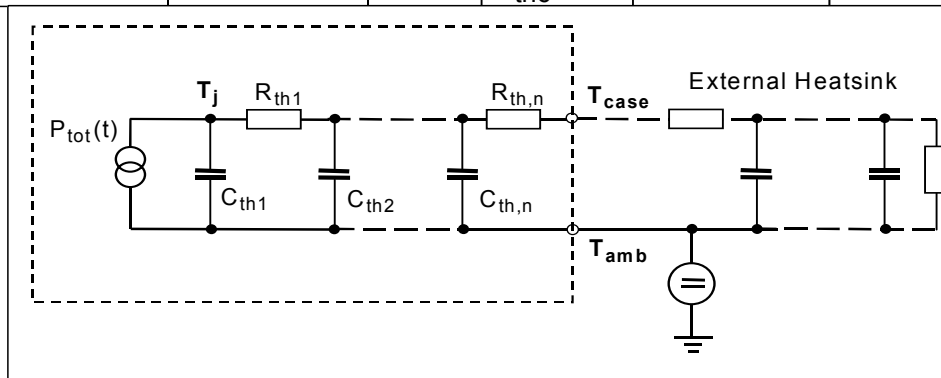 External Heatsink
Tj Rth1 Rth,n Tcase
Ptot(t)
Cth1 Cth2 Cth,n
Tamb